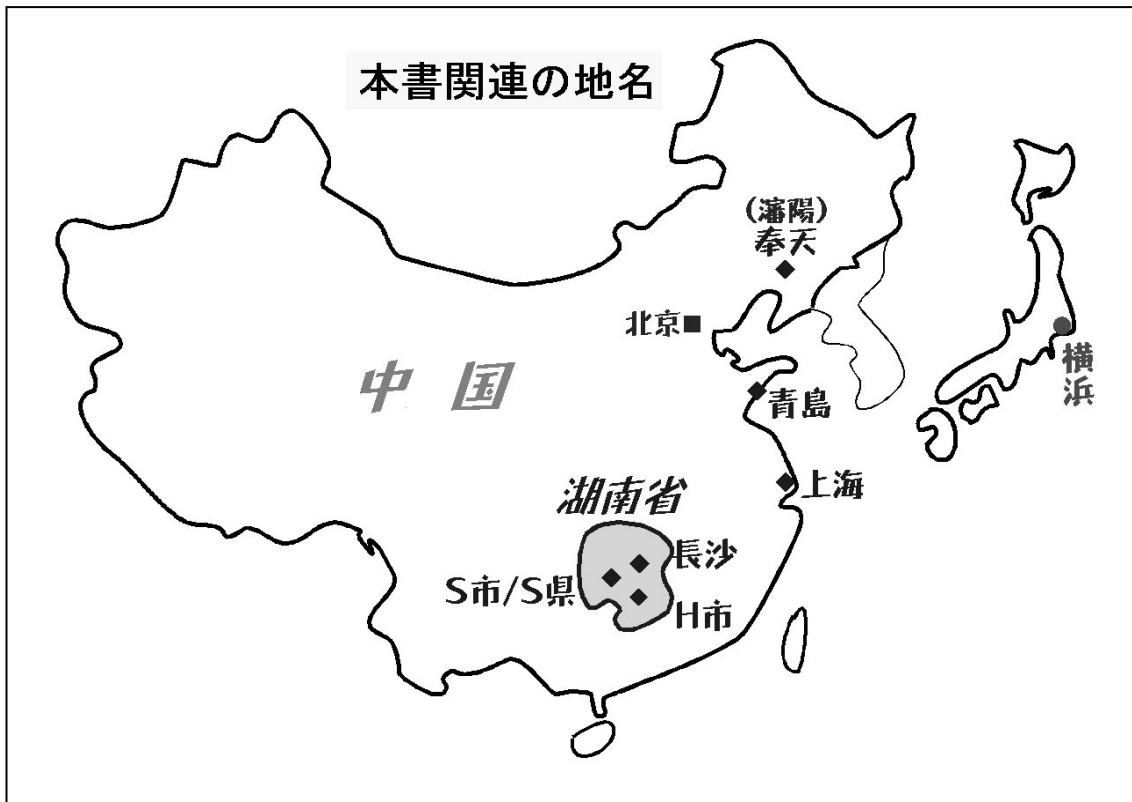 本書関連の地名
(瀋陽)
奉天
北京
横浜
中国
青島
上海
湖南省
長沙
S市/S県
H市